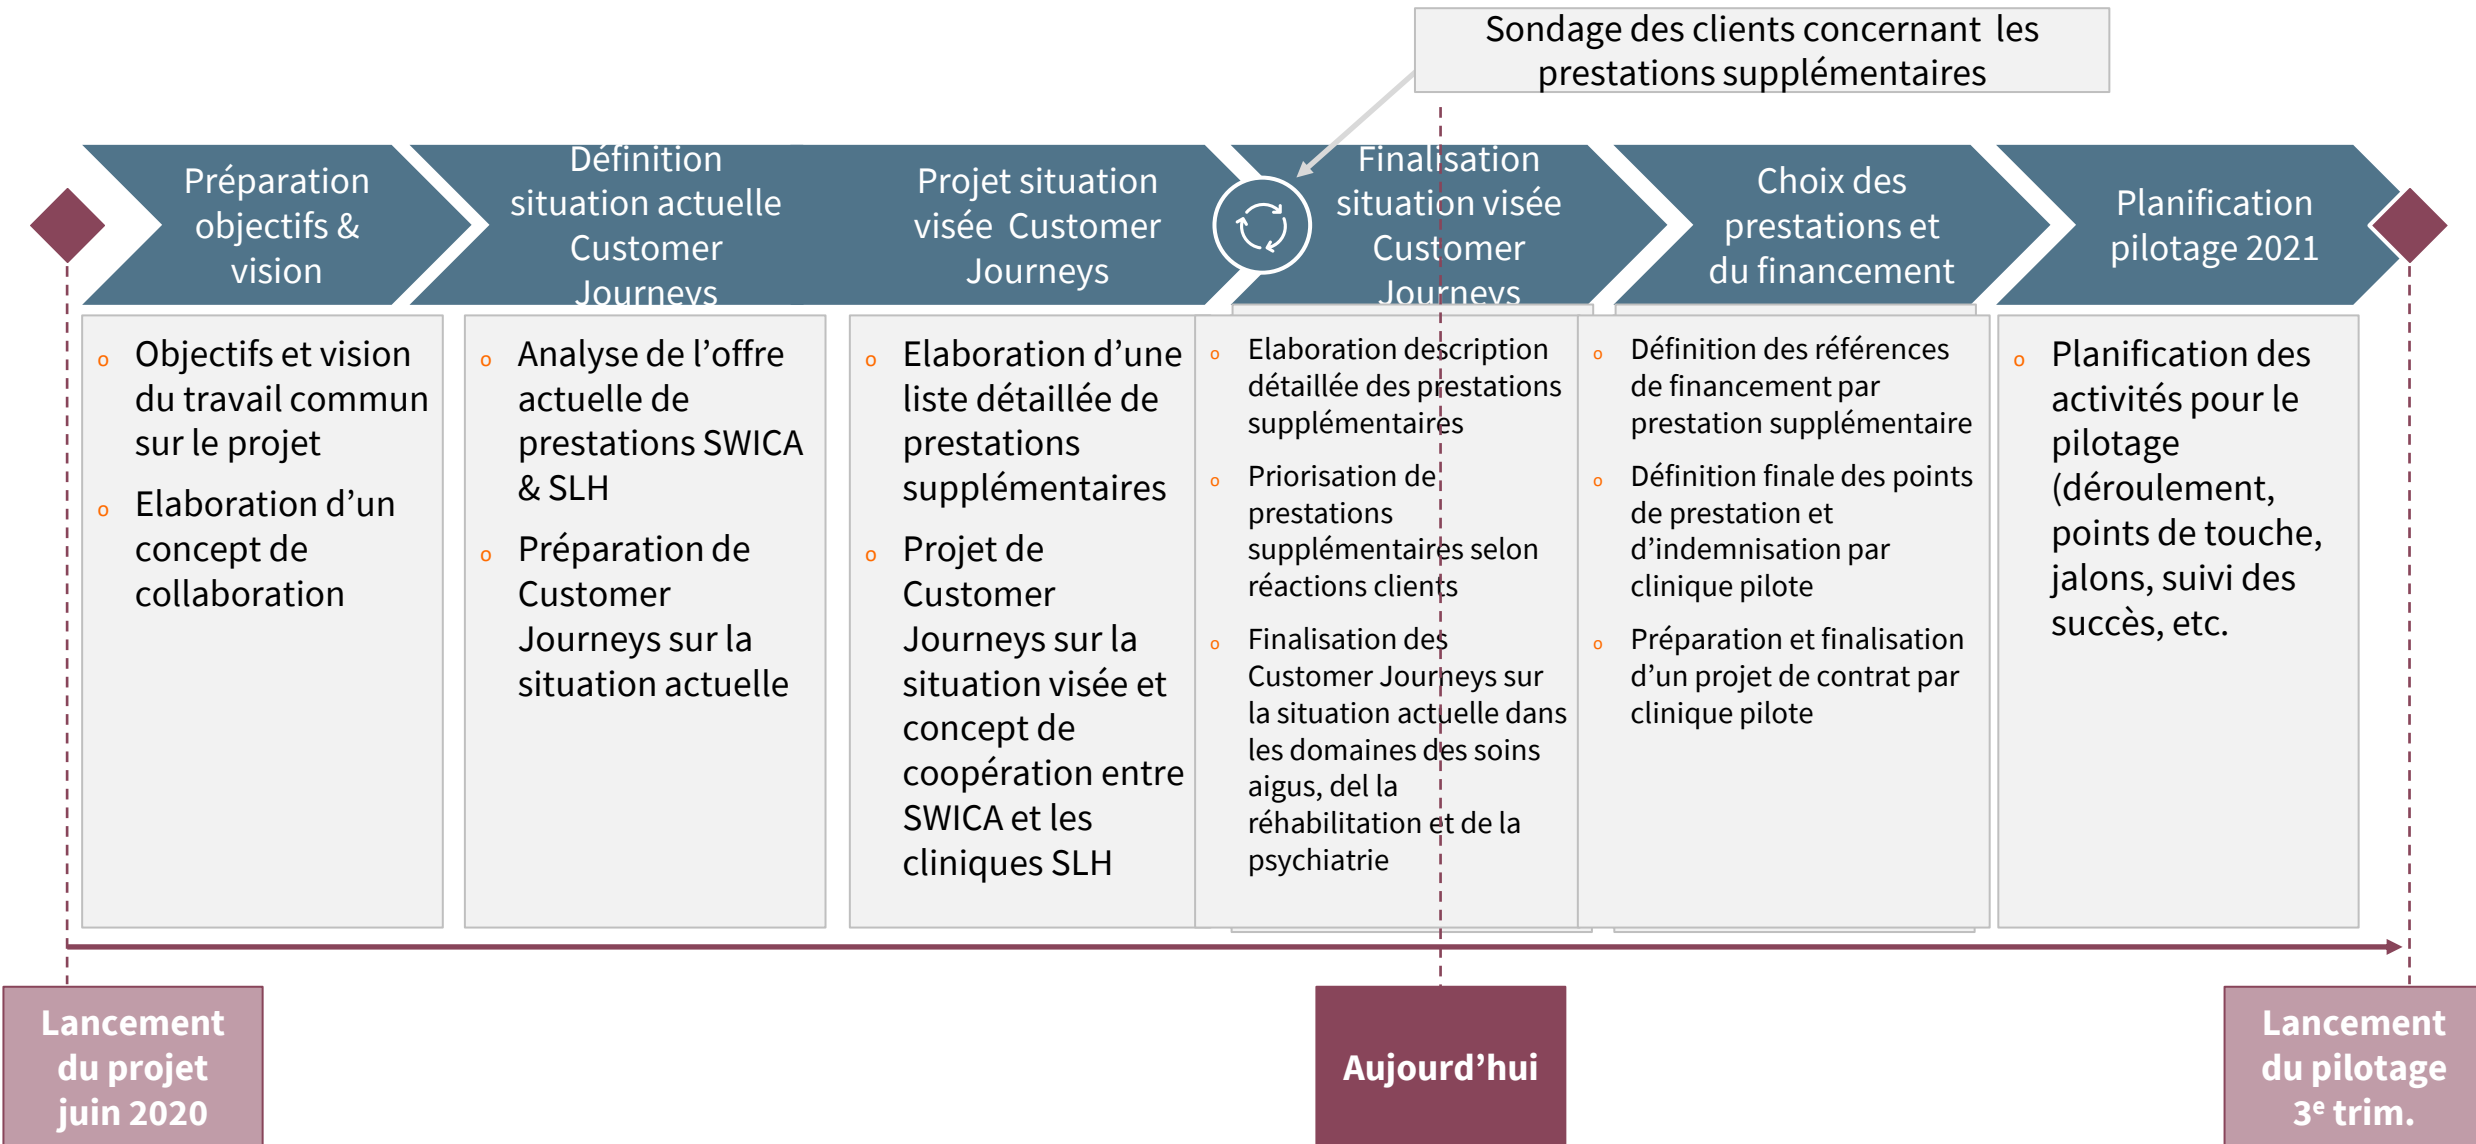 Sondage des clients concernant les
prestations supplémentaires
Préparation
objectifs &
vision
Définition
situation actuelle
Customer
Journeys
Projet situation
visée Customer
Journeys
Finalisation
situation visée
Customer
Journeys
Choix des
prestations et
du financement
Planification
pilotage 2021
o Objectifs et vision
du travail commun
sur le projet
o Elaboration d’un
concept de
collaboration
o Analyse de l’offre
actuelle de
prestations SWICA
& SLH
o Préparation de
Customer
Journeys sur la
situation actuelle
o Elaboration d’une
liste détaillée de
prestations
supplémentaires
o Projet de
Customer
Journeys sur la
situation visée et
concept de
coopération entre
SWICA et les
cliniques SLH
o Elaboration description
détaillée des prestations
supplémentaires
o Priorisation de
prestations
supplémentaires selon
réactions clients
o Finalisation des
Customer Journeys sur
la situation actuelle dans
les domaines des soins
aigus, del la
réhabilitation et de la
psychiatrie
o Définition des références
de financement par
prestation supplémentaire
o Définition finale des points
de prestation et
d’indemnisation par
clinique pilote
o Préparation et finalisation
d’un projet de contrat par
clinique pilote
o Planification des
activités pour le
pilotage
(déroulement,
points de touche,
jalons, suivi des
succès, etc.
Lancement
du projet
juin 2020
Aujourd’hui
Lancement
du pilotage
3e trim.